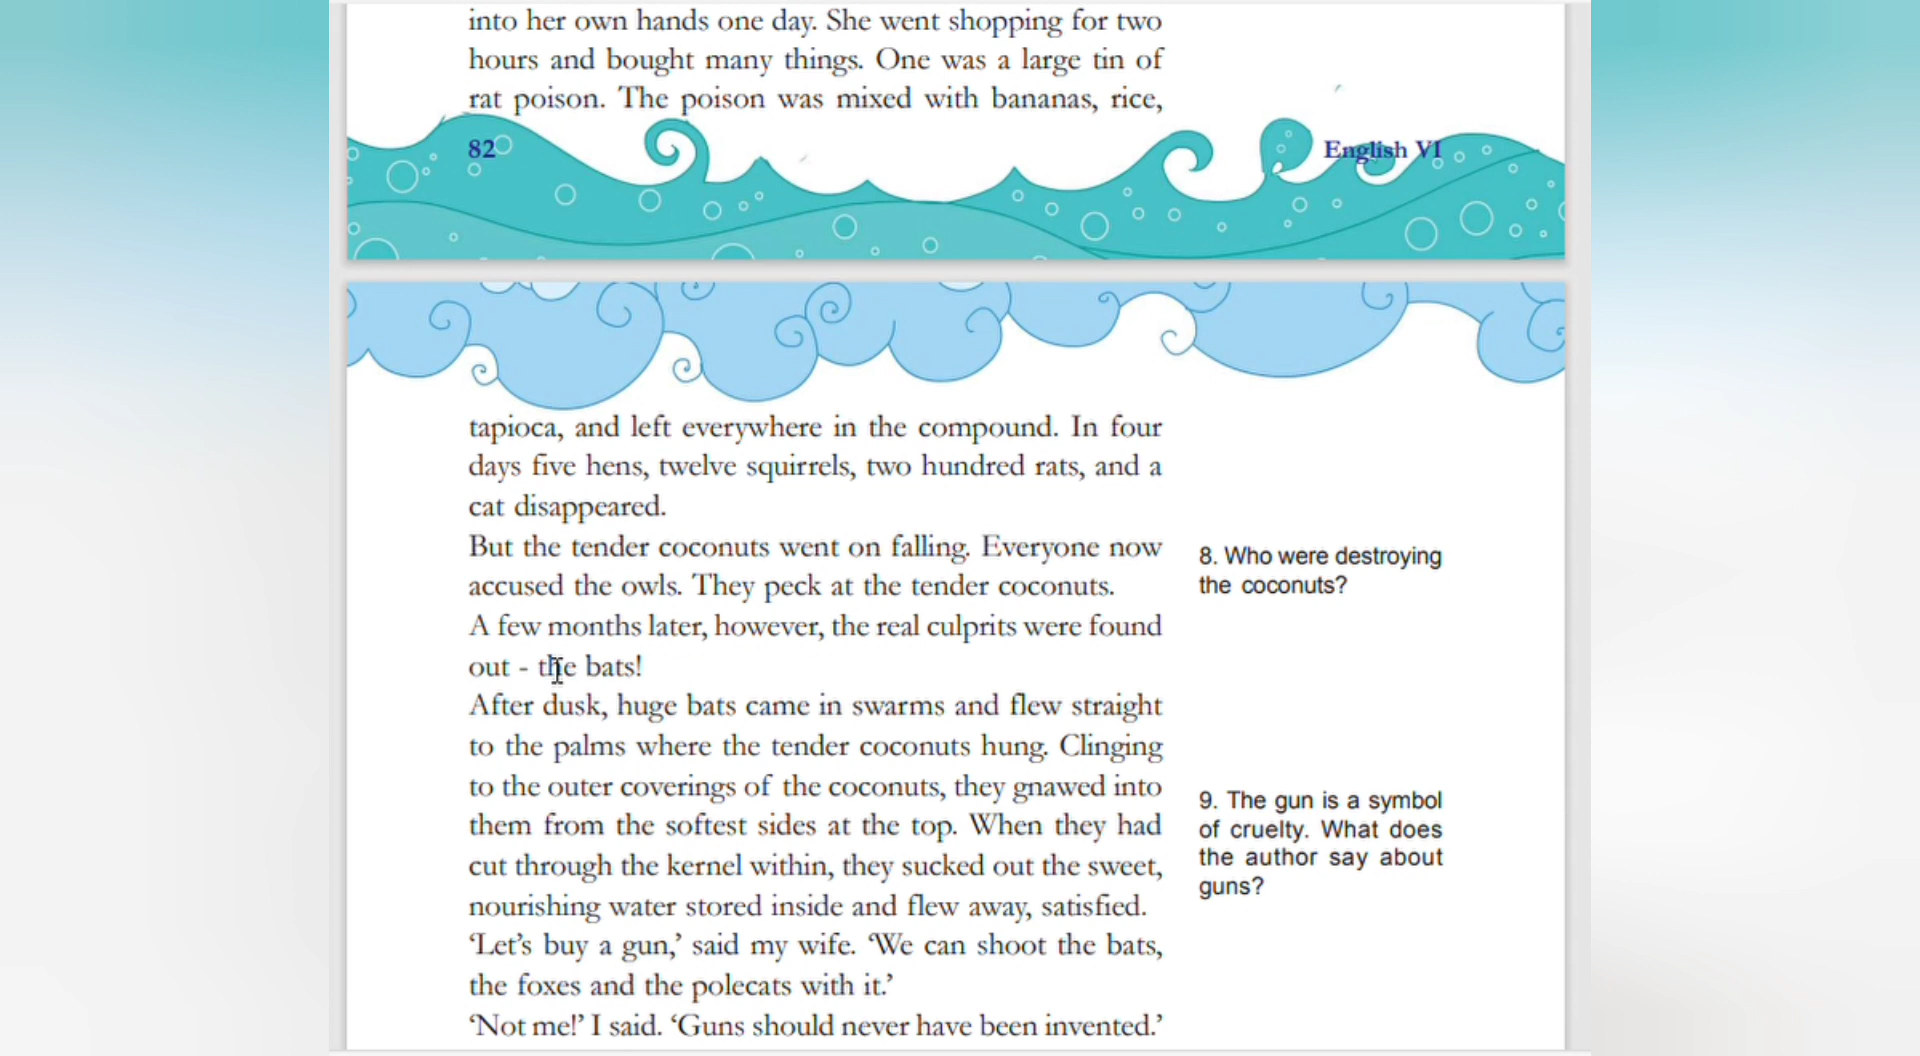 into her own hands one day. She went shopping for two
hours and bought many things. One was a large tin of
rat poison. The poison was mixed with bananas, rice,
82
English VI
tapioca, and left everywhere in the compound. In four
days five hens, twelve squirrels, two hundred rats, and a
cat disappeared.
But the tender coconuts went on falling. Everyone now
accused the owls. They peck at the tender coconuts.
8. Who were destroying
the coconuts?
A few months later, however, the real culprits were found
out - the bats!
After dusk, huge bats came in swarms and flew straight
to the palms where the tender coconuts hung. Clinging
to the outer coverings of the coconuts, they gnawed into
them from the softest sides at the top. When they had
cut through the kernel within, they sucked out the sweet,
nourishing water stored inside and flew away, satisfied.
9. The gun is a symbol
of cruelty. What does
the author say about
guns?
‘Let’s buy a gun,’ said my wife. ‘We can shoot the bats,
the foxes and the polecats with it.’
‘Not me!’ I said. ‘Guns should never have been invented.’